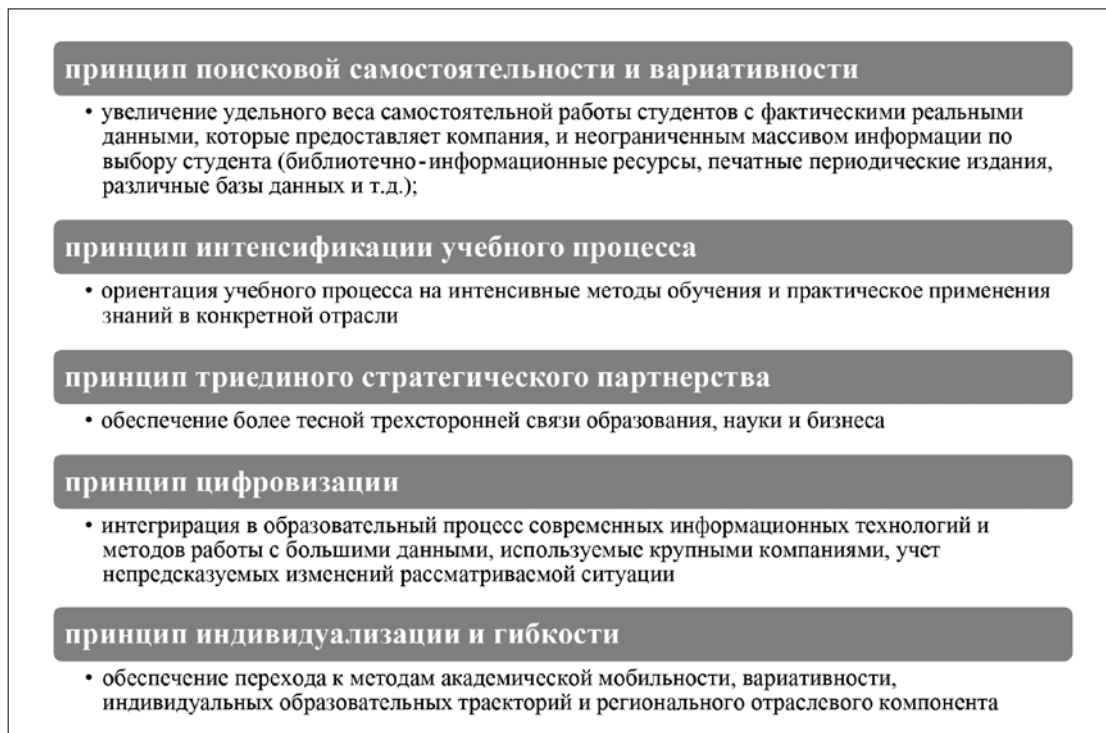 принцип поисковой самостоятельности и вариативности
• увеличение удельного веса самостоятельной работы студентов с фактическими реальными
данными, которые предоставляет компания, и неограниченным массивом информации по
выбору студента (библиотечно-информационные ресурсы, печатные периодические издания,
различные базы данных и т.д.);
принцип интенсификации учебного процесса
• ориентация учебного процесса на интенсивные методы обучения и практическое применения
знаний в конкретной отрасли
принцип триединого стратегического партнерства
• обеспечение более тесной трехсторонней связи образования, науки и бизнеса
принцип цифровизации
• интегрирация в образовательный процесс современных информационных технологий и
методов работы с большими данными, используемые крупными компаниями, учет
непредсказуемых изменений рассматриваемой ситуации
принцип индивидуализации и гибкости
• обеспечение перехода к методам академической мобильности, вариативности,
индивидуальных образовательных траекторий и регионального отраслевого компонента